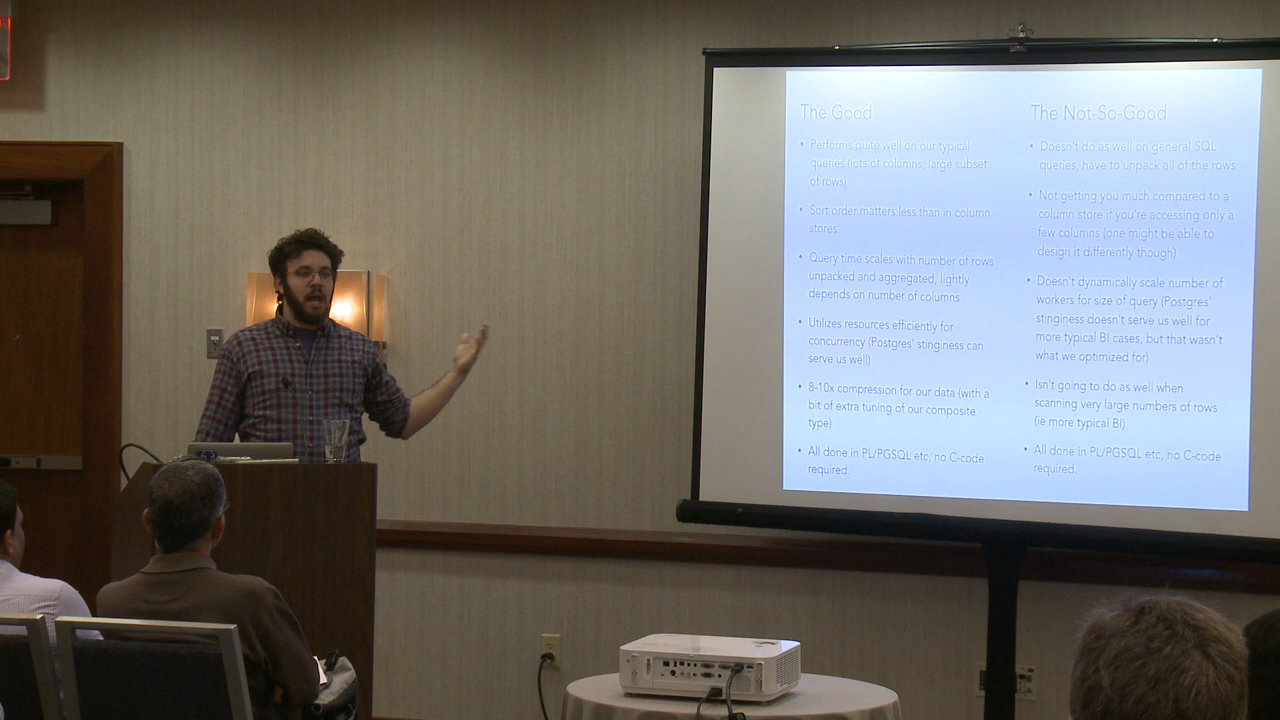 The Good
• Performs quite well on our typical
queries (lots of columns, large subset
of rows)
• Sort order matters less than in column
stores
• Query time scales with number of rows
unpacked and aggregated, lightly
depends on number of columns
• Utilizes resources efficiently for
concurrency (Postgres' stinginess can
serve us well)
• 8-10x compression for our data (with a
bit of extra tuning of our composite
type)
• All done in PL/PGSQL etc, no C-code
required.
The Not-So-Good
• Doesn't do as well on general SQL
queries, have to unpack all of the rows
• Not getting you much compared to a
column store if you're accessing only a
few columns (one might be able to
design it differently though)
• Doesn't dynamically scale number of
workers for size of query (Postgres'
stinginess doesn't serve us well for
more typical BI cases, but that wasn't
what we optimized for)
• Isn't going to do as well when
scanning very large numbers of rows
(ie more typical BI)
• All done in PL/PGSQL etc, no C-code
required.